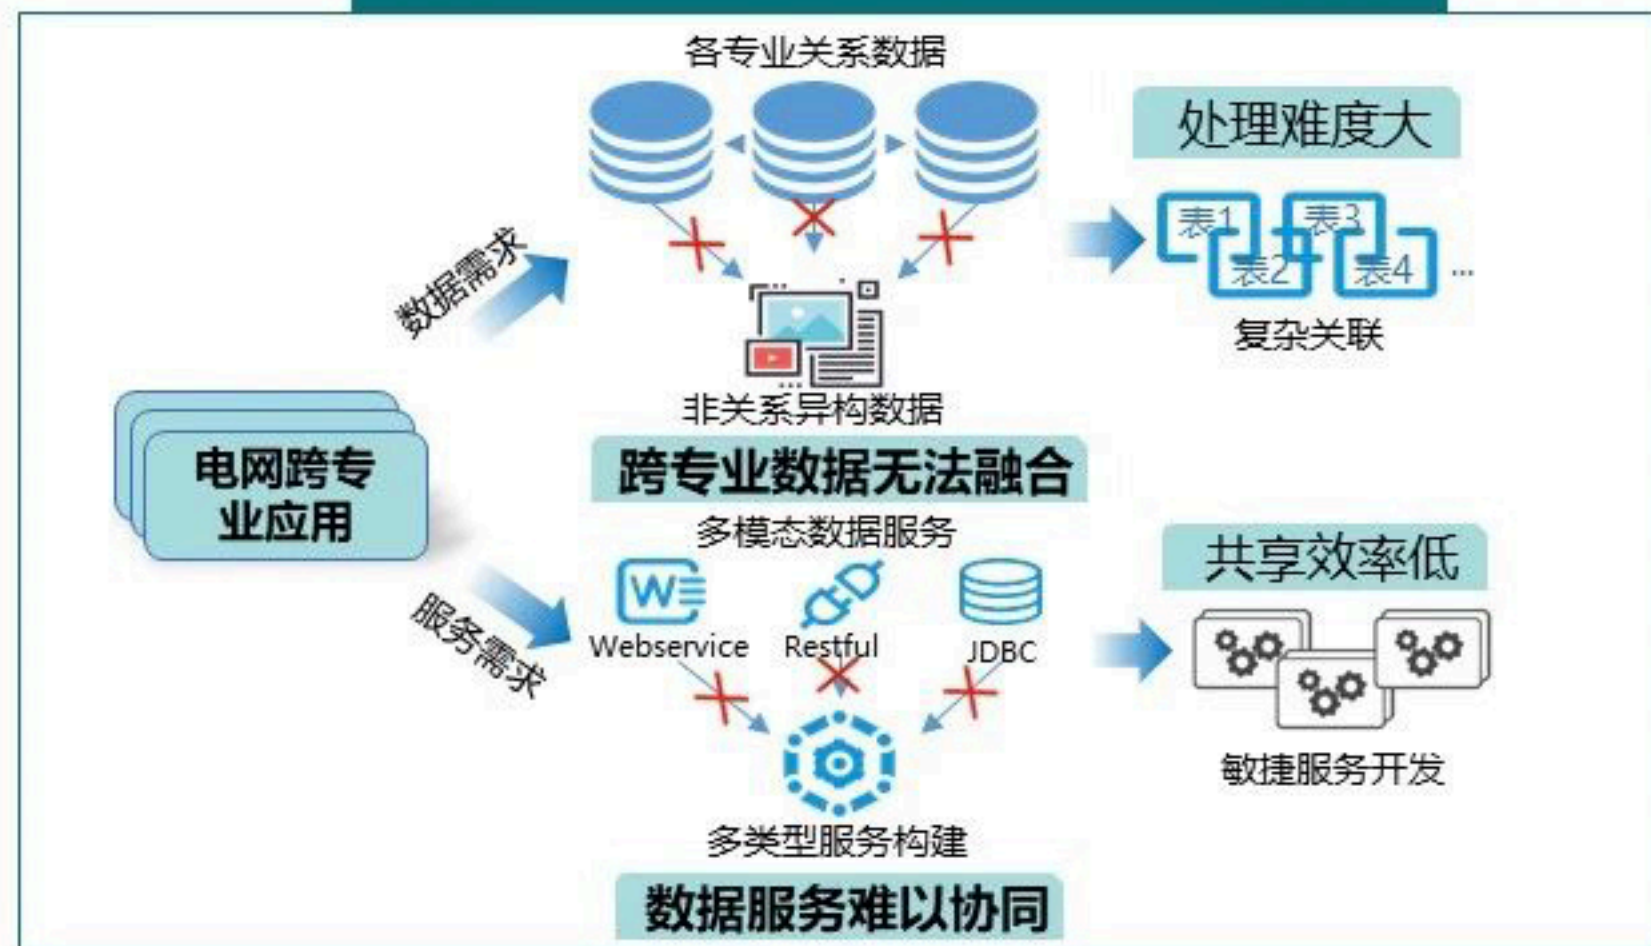 各专业关系数据
处理难度大
数据需求
表1
表3
表2
表4
...
复杂关联
非关系异构数据
电网跨专
业应用
跨专业数据无法融合
多模态数据服务
共享效率低
服务需求
W
Webservice
Restful
JDBC
敏捷服务开发
多类型服务构建
数据服务难以协同